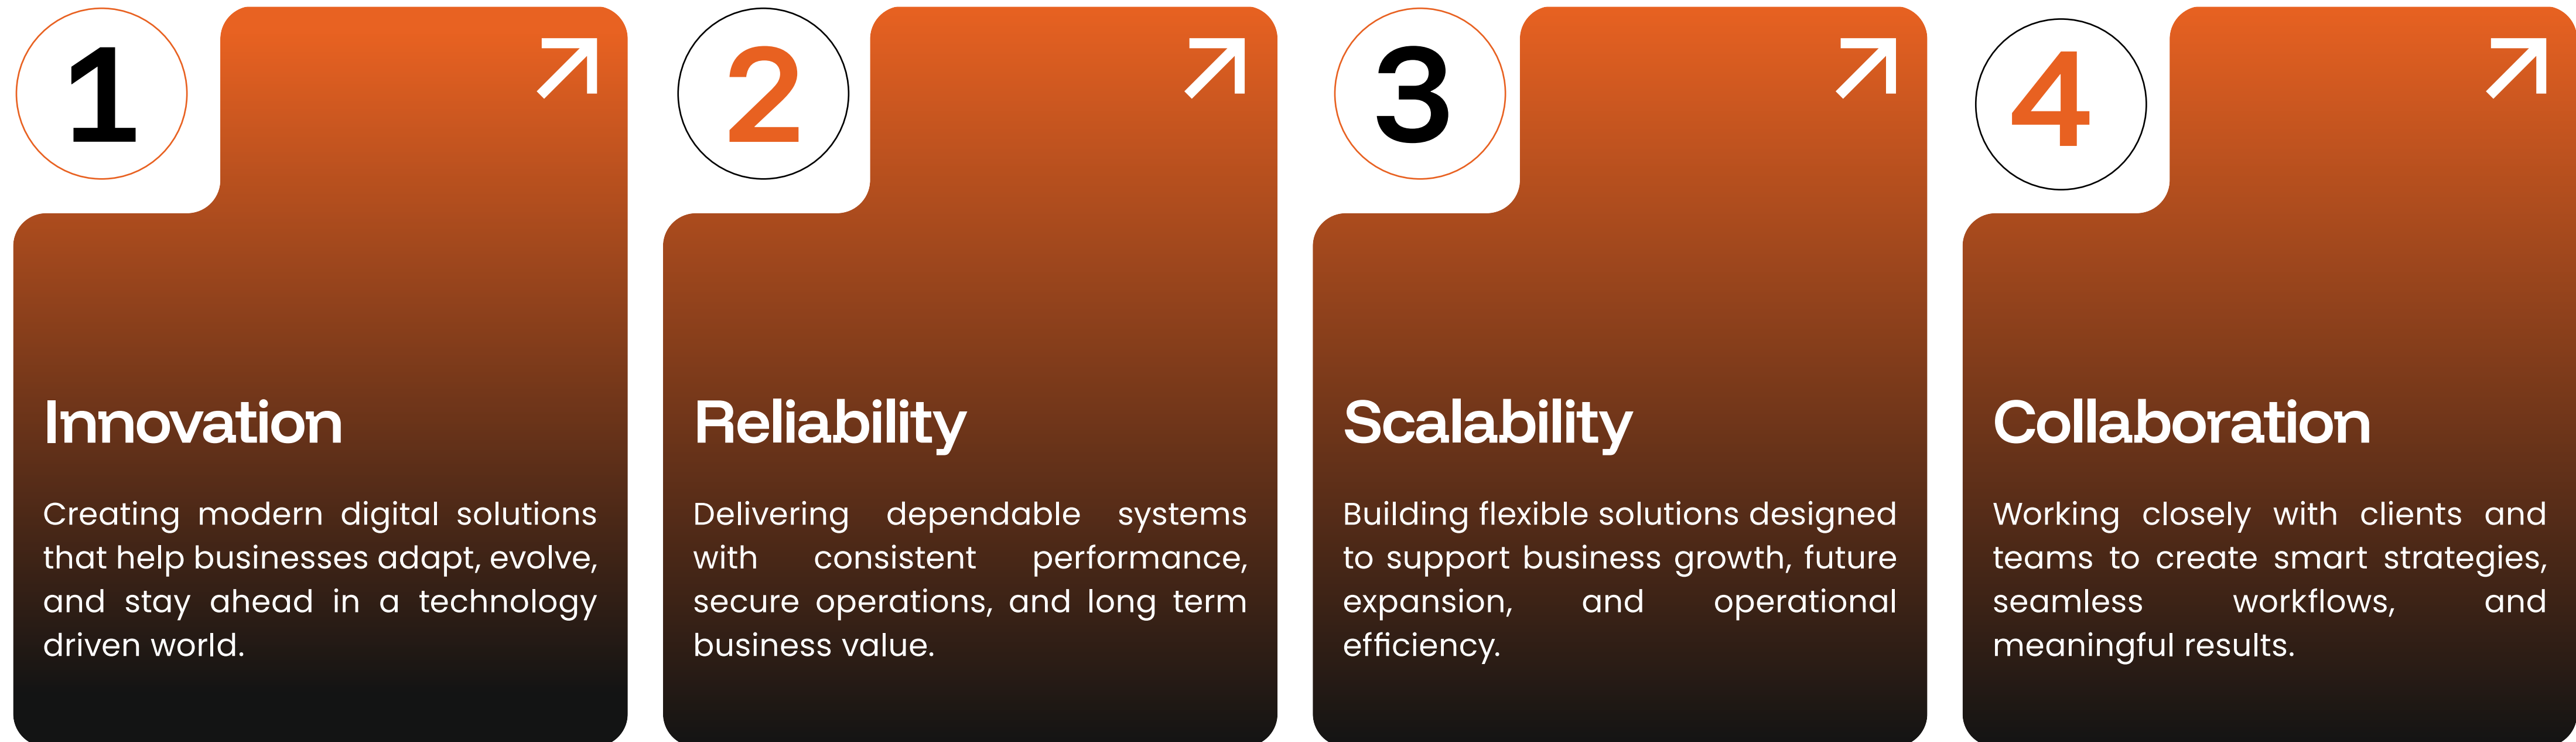 1
Innovation
Creating modern digital solutions
that help businesses adapt, evolve,
and stay ahead in a technology
driven world.
2
Reliability
Delivering dependable systems
with consistent performance,
secure operations, and long term
business value.
3
Scalability
Building flexible solutions designed
to support business growth, future
expansion, and operational
efficiency.
4
Collaboration
Working closely with clients and
teams to create smart strategies,
seamless workflows, and
meaningful results.